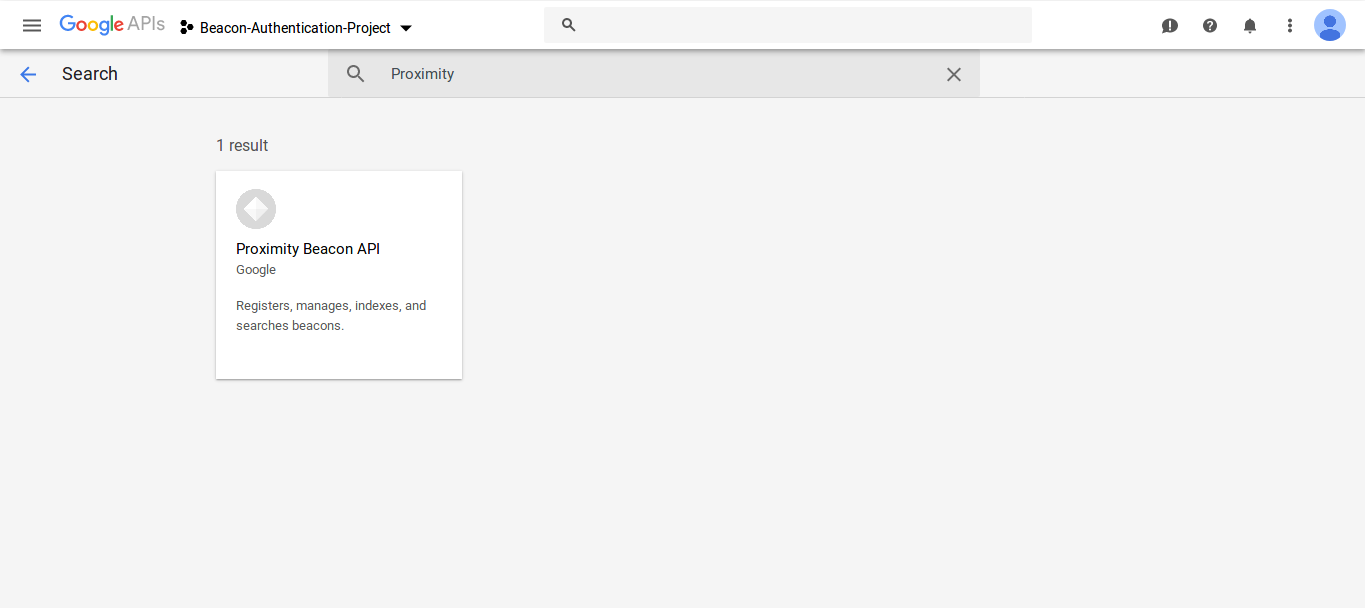 Google APIs Beacon-Authentication-Project
Search Proximity
1 result
Proximity Beacon API
Google
Registers, manages, indexes, and
searches beacons.